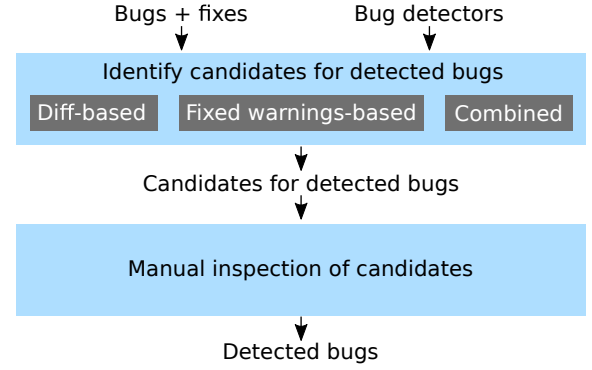 Bugs + fixes
Bug detectors
Identify candidates for detected bugs
Diff-based
Fixed warnings-based
Combined
Candidates for detected bugs
Manual inspection of candidates
Detected bugs